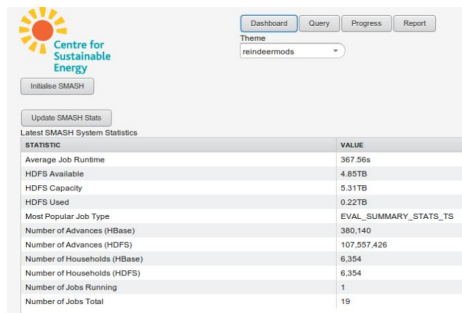 Centre for
Sustainable
Energy
Dashboard Query Progress Report
Theme
reindeermods
Initialise SMASH
Update SMASH Stats
Latest SMASH System Statistics
STATISTIC VALUE
Average Job Runtime 367.56s
HDFS Available 4.85TB
HDFS Capacity 5.31TB
HDFS Used 0.22TB
Most Popular Job Type EVAL_SUMMARY_STATS_TS
Number of Advances (HBase) 380,140
Number of Advances (HDFS) 107,557,426
Number of Households (HBase) 6,354
Number of Households (HDFS) 6,354
Number of Jobs Running 1
Number of Jobs Total 19